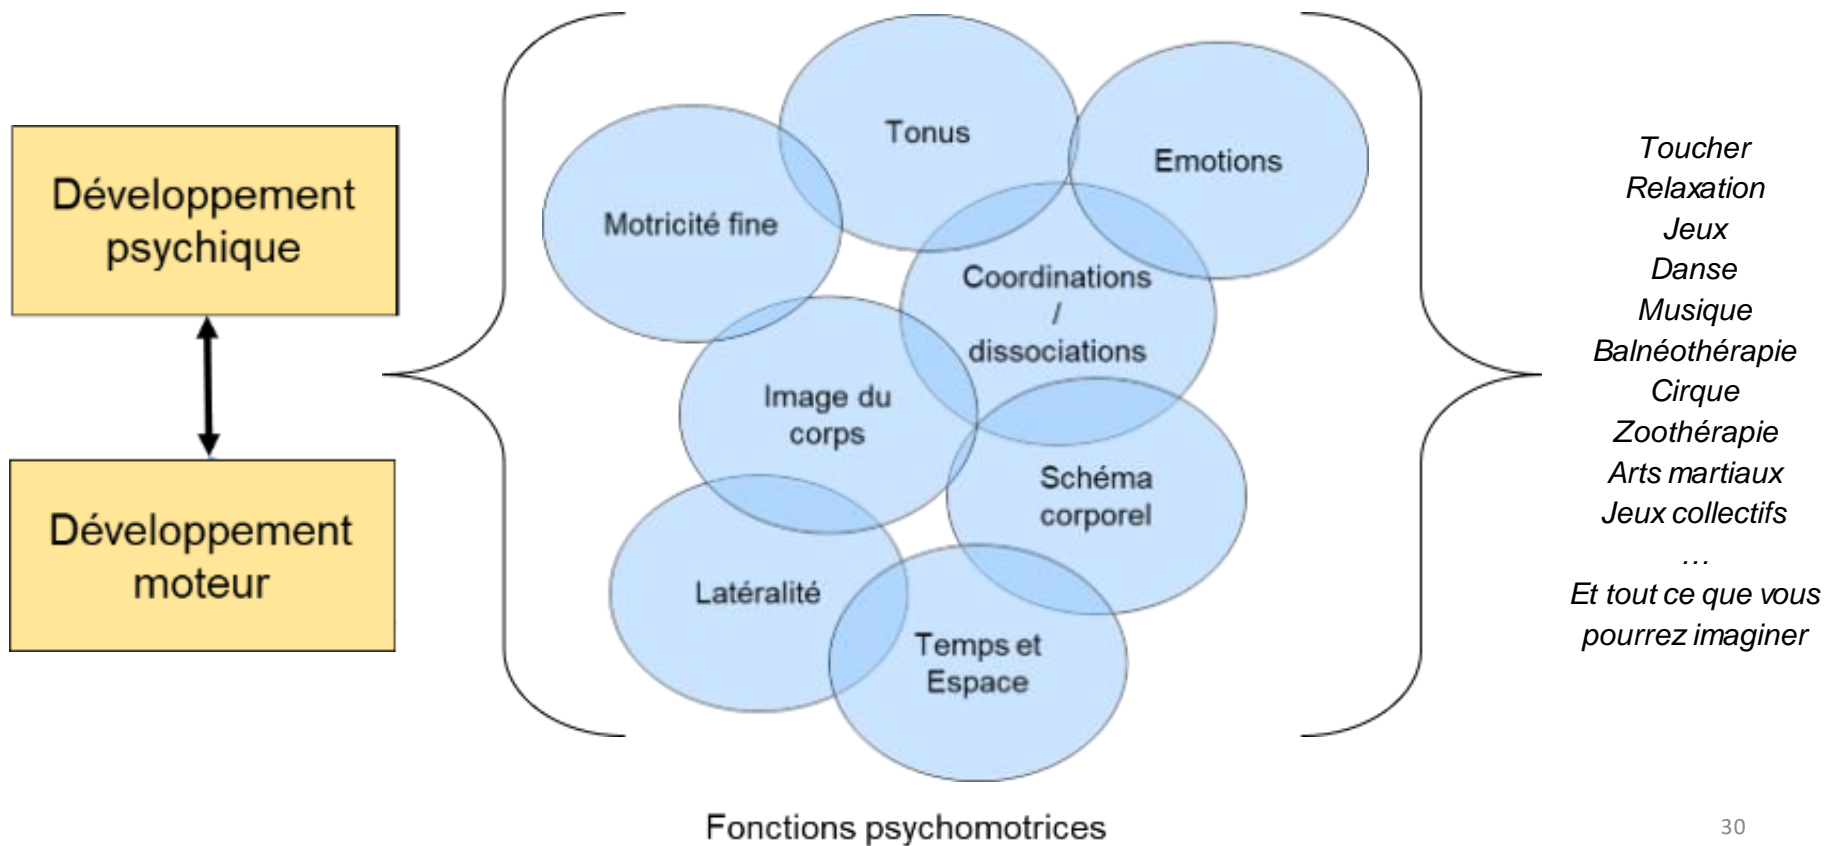 Développement
psychique
Développement
moteur
Tonus
Emotions
Motricité fine
Coordinations
/
dissociations
Image du
corps
Schéma
corporel
Latéralité
Temps et
Espace
Fonctions psychomotrices
Toucher
Relaxation
Jeux
Danse
Musique
Balnéothérapie
Cirque
Zoothérapie
Arts martiaux
Jeux collectifs
…
Et tout ce que vous
pourrez imaginer
30